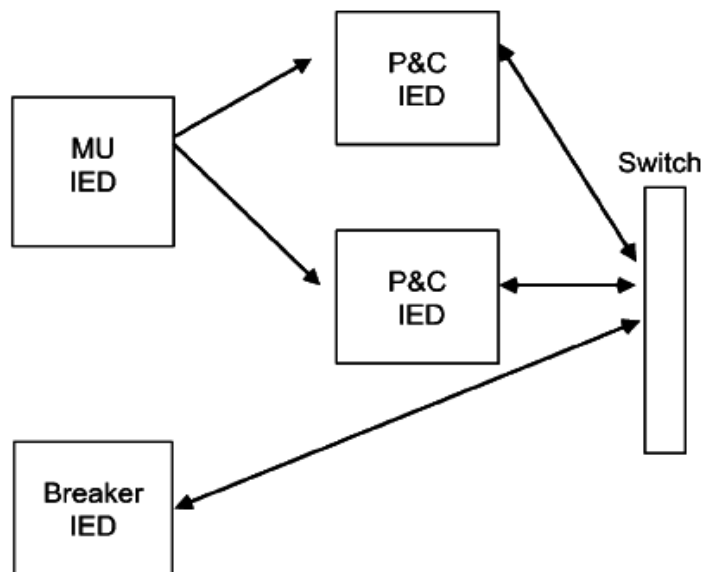 P&C
IED
MU
IED
Switch
P&C
IED
Breaker
IED